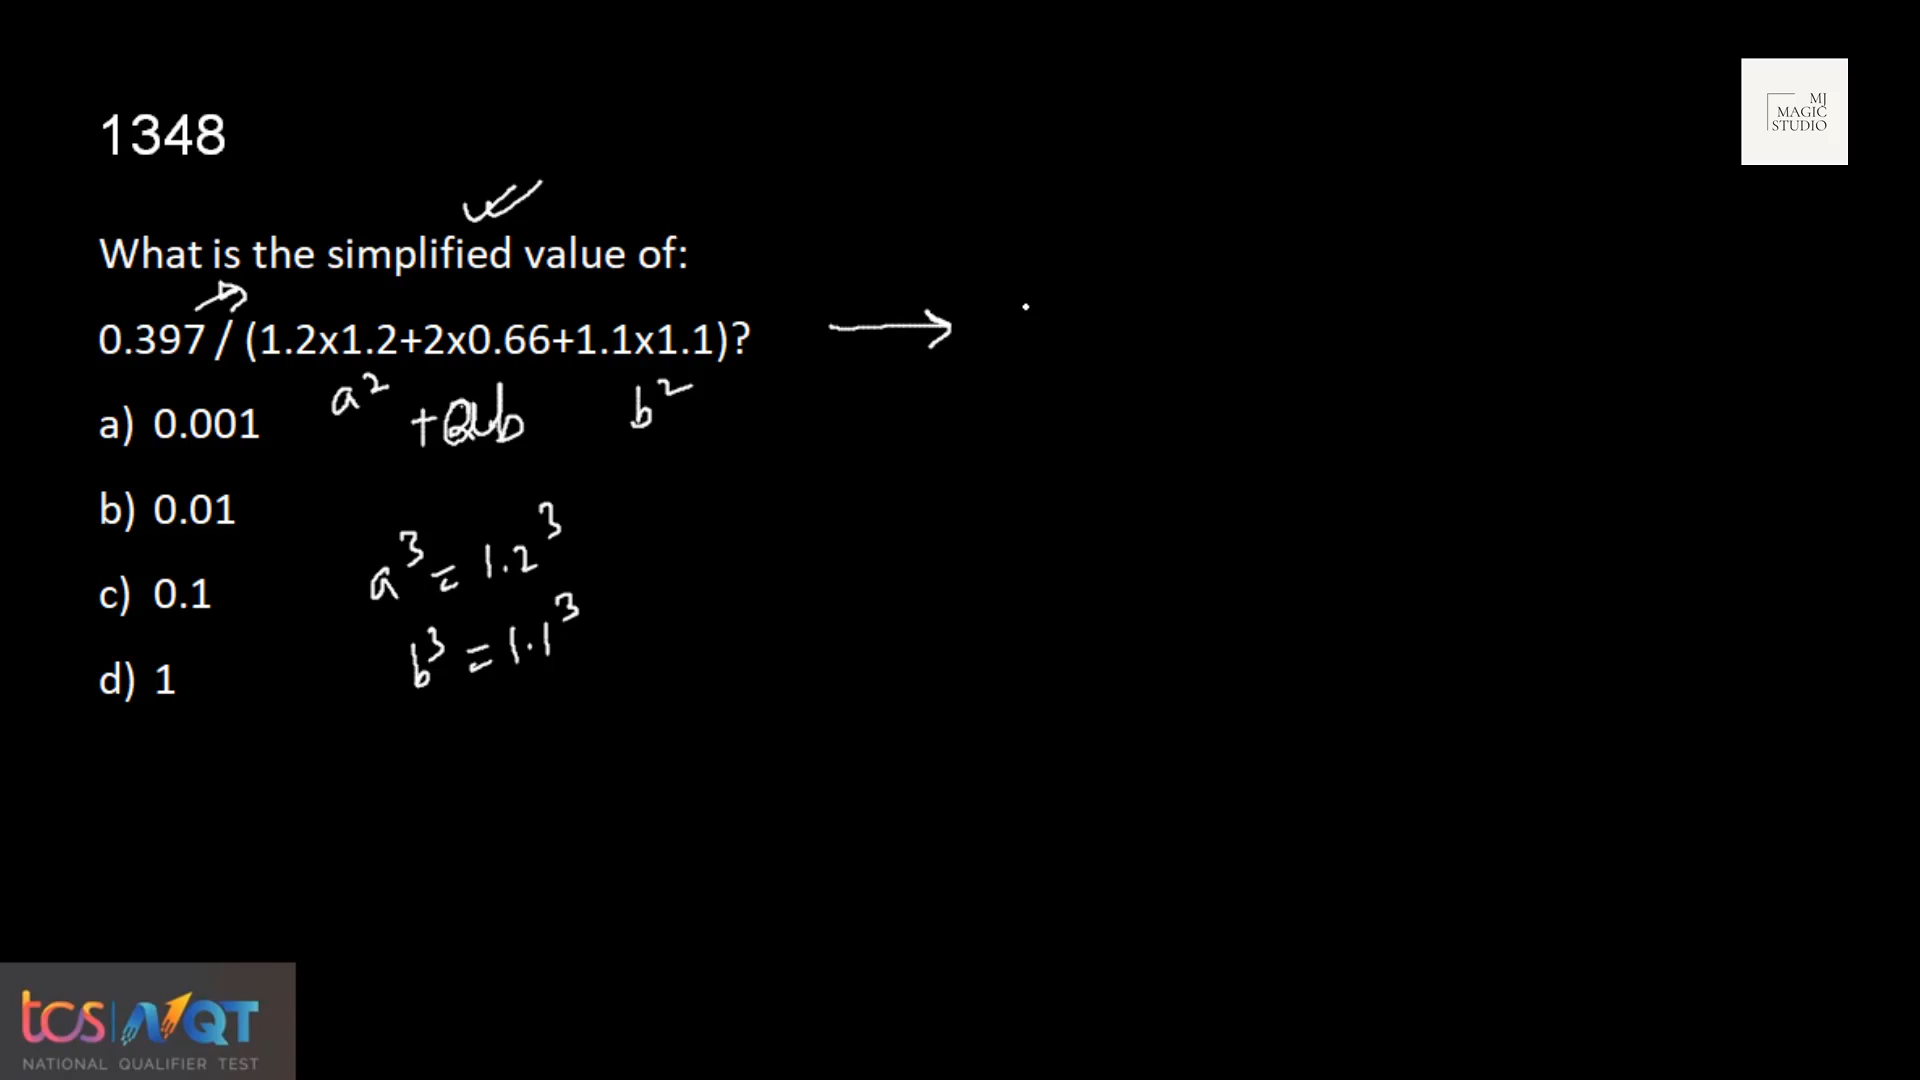 MJ
MAGIC
STUDIO
1348
What is the simplified value of:
0.397 / (1.2x1.2+2x0.66+1.1x1.1)?
a² + b b²
a) 0.001
b) 0.01
a³ = 1.2³
c) 0.1
b³ = 1.1³
d) 1
tcs NQT
NATIONAL QUALIFIER TEST